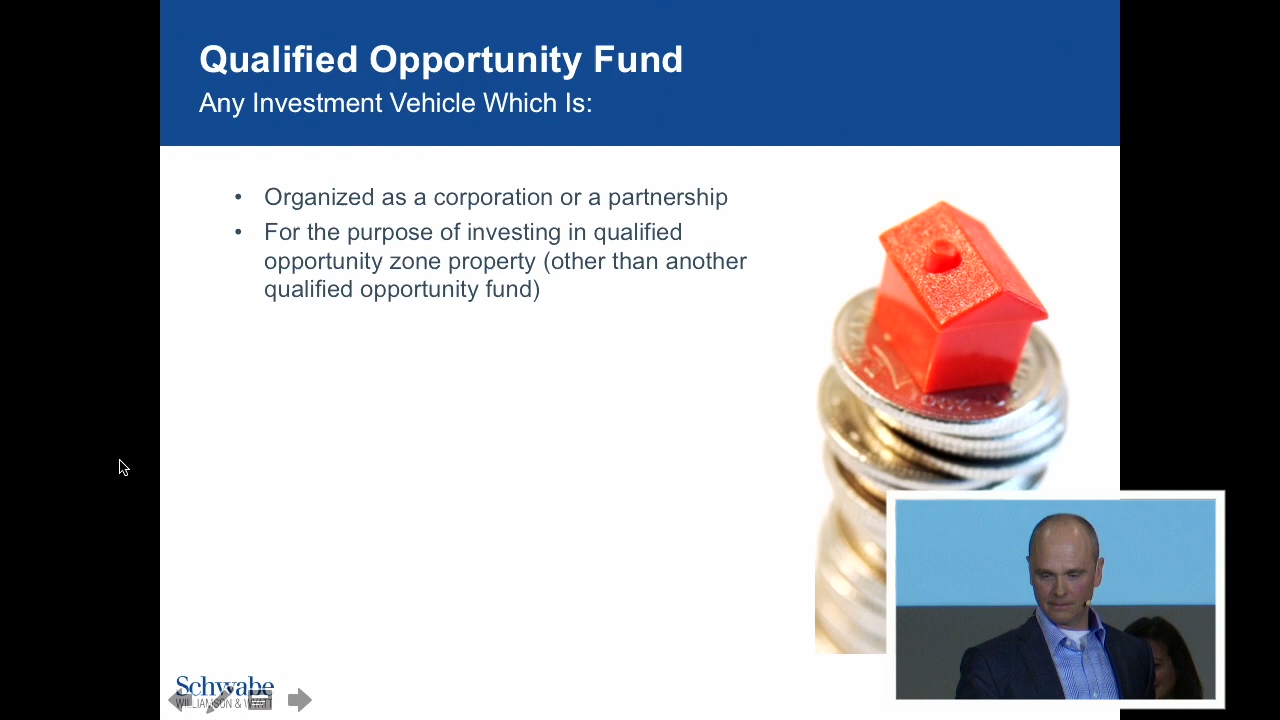 Qualified Opportunity Fund
Any Investment Vehicle Which Is:
• Organized as a corporation or a partnership
• For the purpose of investing in qualified
opportunity zone property (other than another
qualified opportunity fund)
Schwabe
WILLIAMSON & WYATT